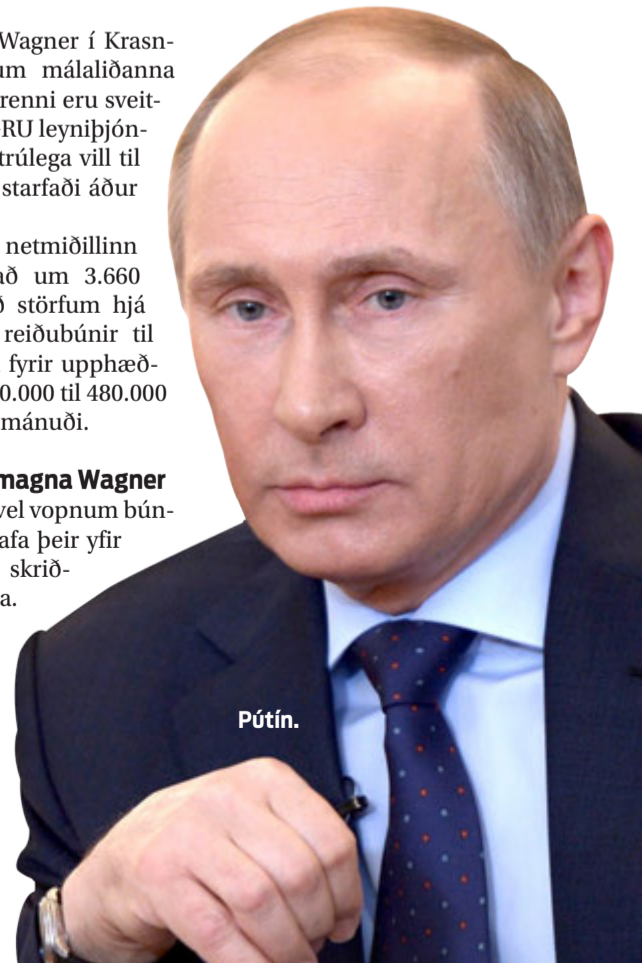 Wagner í Krasn-
um málaliðanna
renni eru sveit-
RU leyniþjón-
trúlega vill til
starfaði áður
netmiðillinn
að um 3.660
ð störfum hjá
reiðubúnir til
fyrir upphæð-
0.000 til 480.000
mánuði.
magna Wagner
vel vopnum bún-
afa þeir yfir
skrið-
a.
Pútín.